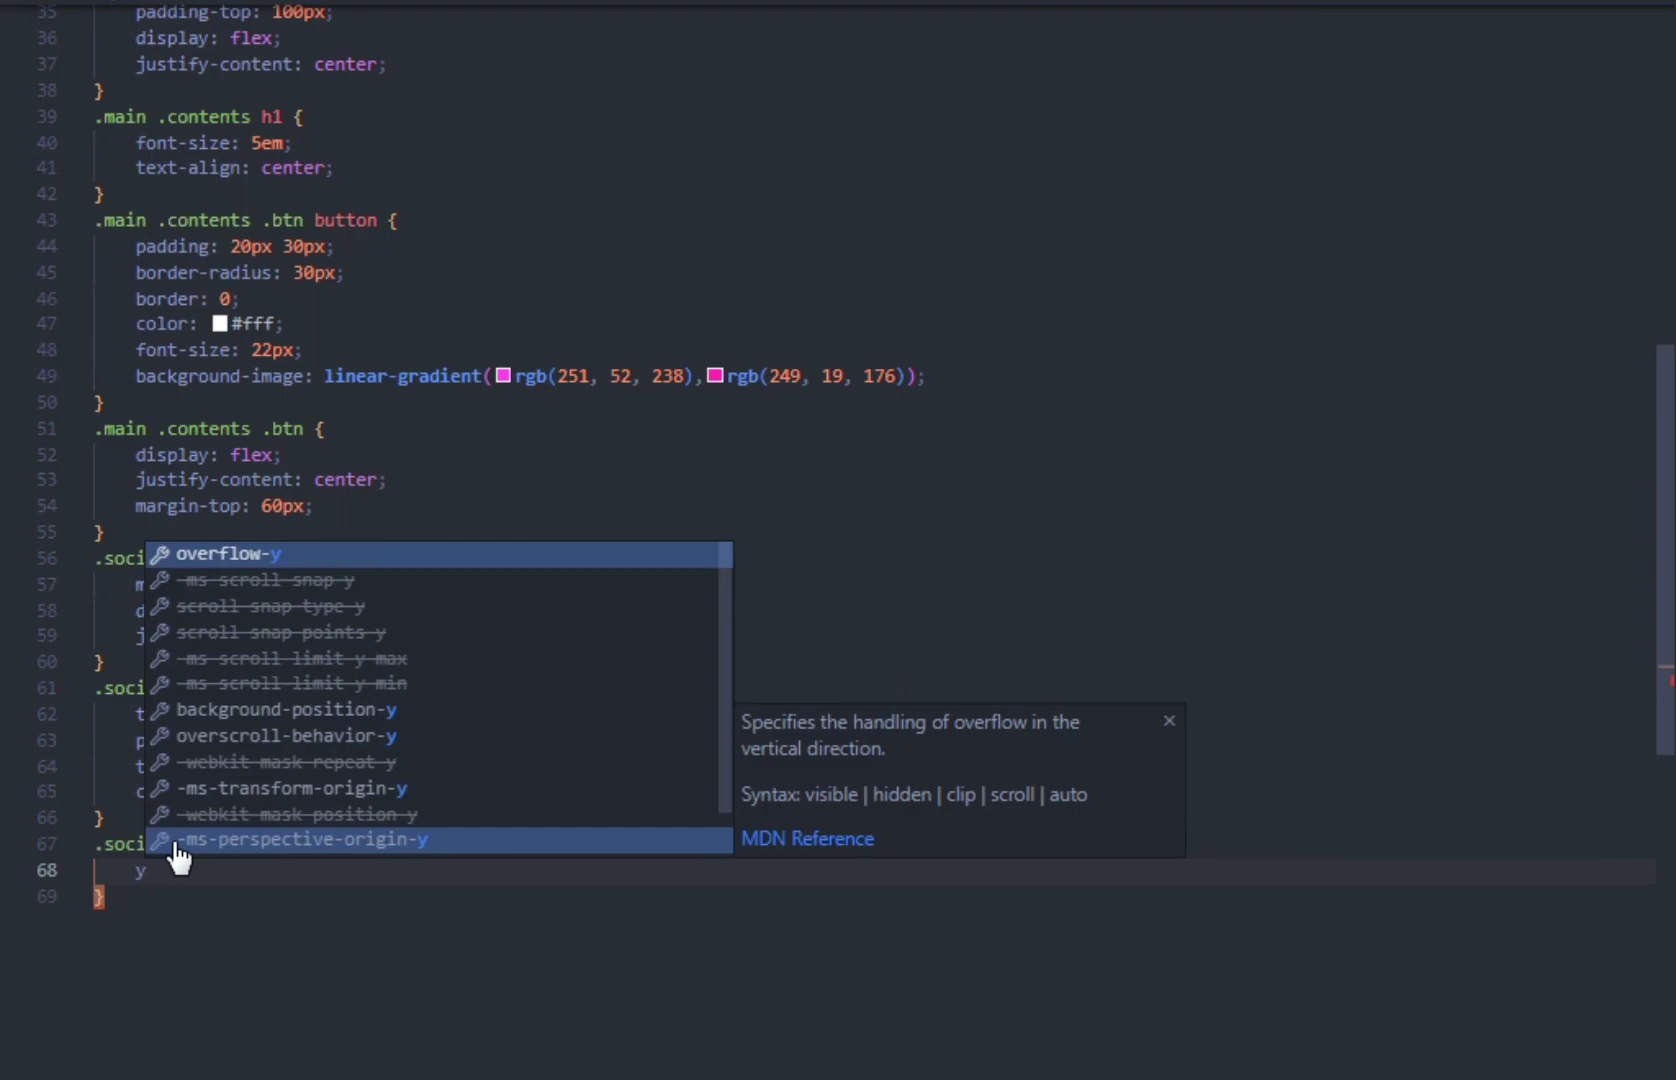 35 padding-top: 100px;
36 display: flex;
37 justify-content: center;
38 }
39 .main .contents h1 {
40 font-size: 5em;
41 text-align: center;
42 }
43 .main .contents .btn button {
44 padding: 20px 30px;
45 border-radius: 30px;
46 border: 0;
47 color: #fff;
48 font-size: 22px;
49 background-image: linear-gradient(rgb(251, 52, 238),rgb(249, 19, 176));
50 }
51 .main .contents .btn {
52 display: flex;
53 justify-content: center;
54 margin-top: 60px;
55 }
56 .soci overflow-y
57 m -ms-scroll-snap-y
58 d scroll-snap-type-y
59 j scroll-snap-points-y
60 } -ms-scroll-limit-y-max
61 .soci -ms-scroll-limit-y-min
62 t background-position-y
63 p overscroll-behavior-y
64 t -webkit-mask-repeat-y
65 c -ms-transform-origin-y
66 } -webkit-mask-position-y
67 .soci -ms-perspective-origin-y
Specifies the handling of overflow in the
vertical direction.
Syntax: visible | hidden | clip | scroll | auto
MDN Reference
68 y
69 }